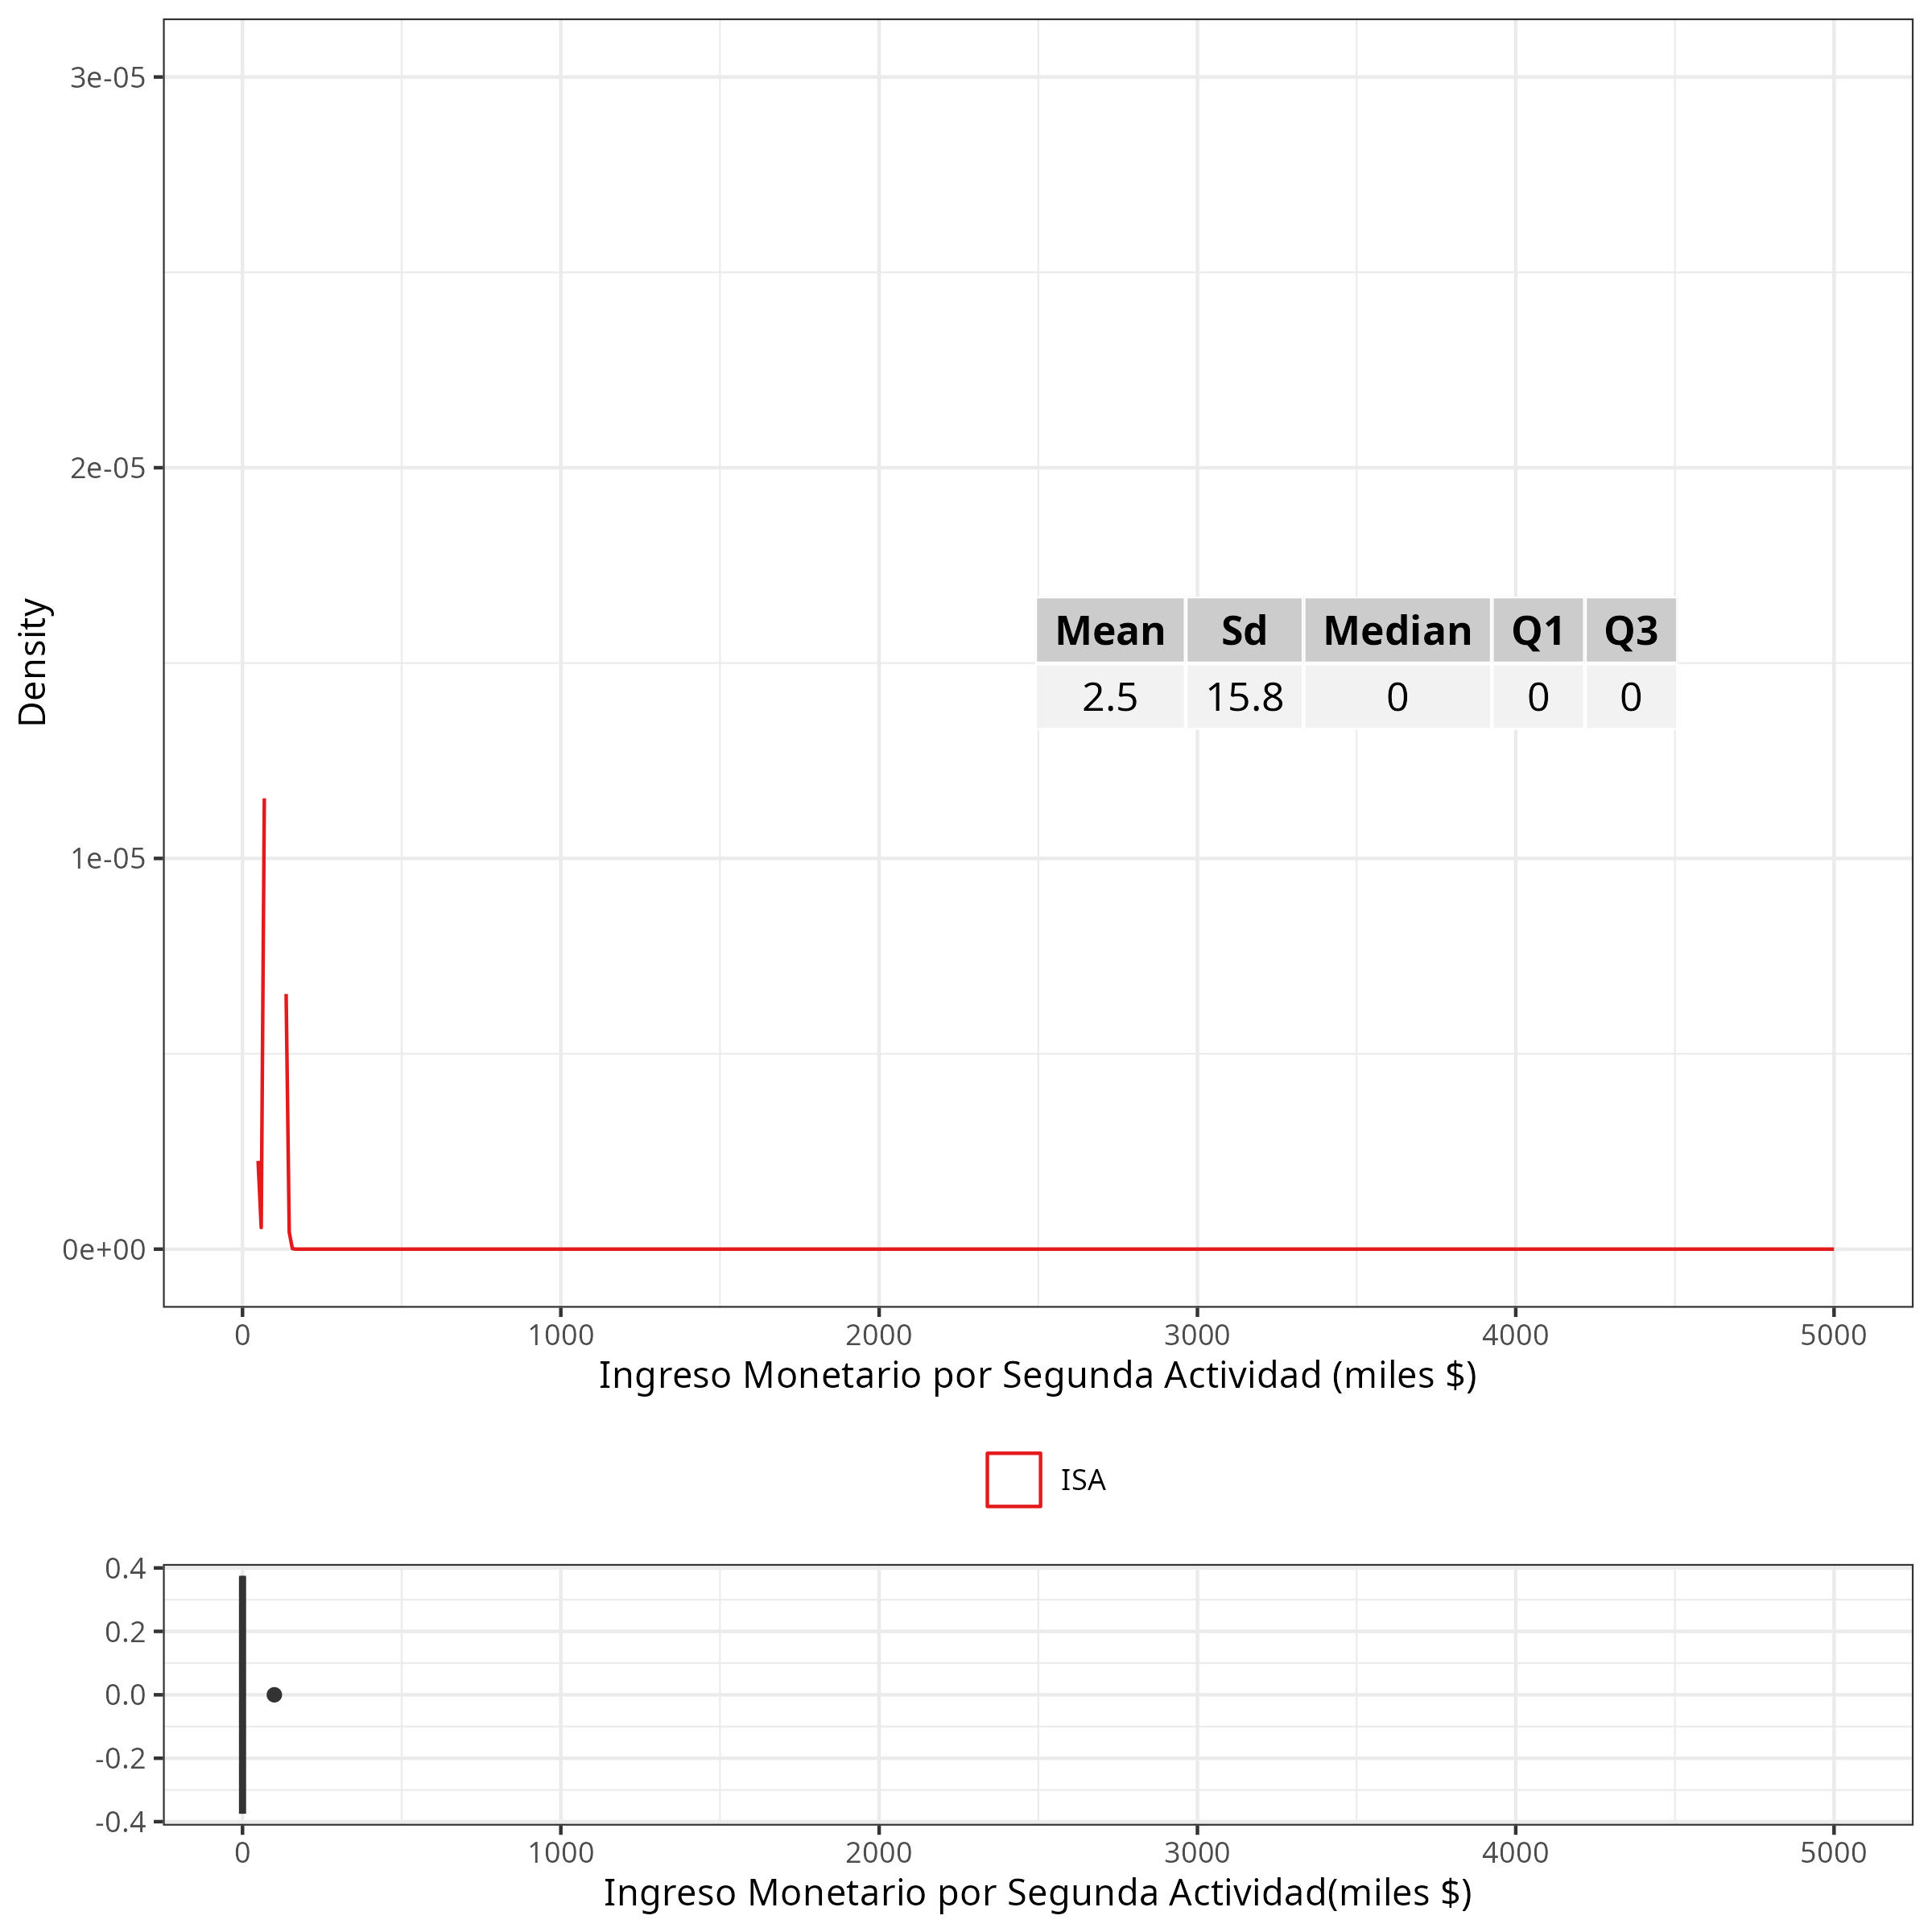 3e-05
2e-05
1e-05
0e+00
Density
Mean Sd Median Q1 Q3
2.5 15.8 0 0 0
0 1000 2000 3000 4000 5000
Ingreso Monetario por Segunda Actividad (miles $)
ISA
0.4
0.2
0.0
-0.2
-0.4
0 1000 2000 3000 4000 5000
Ingreso Monetario por Segunda Actividad(miles $)